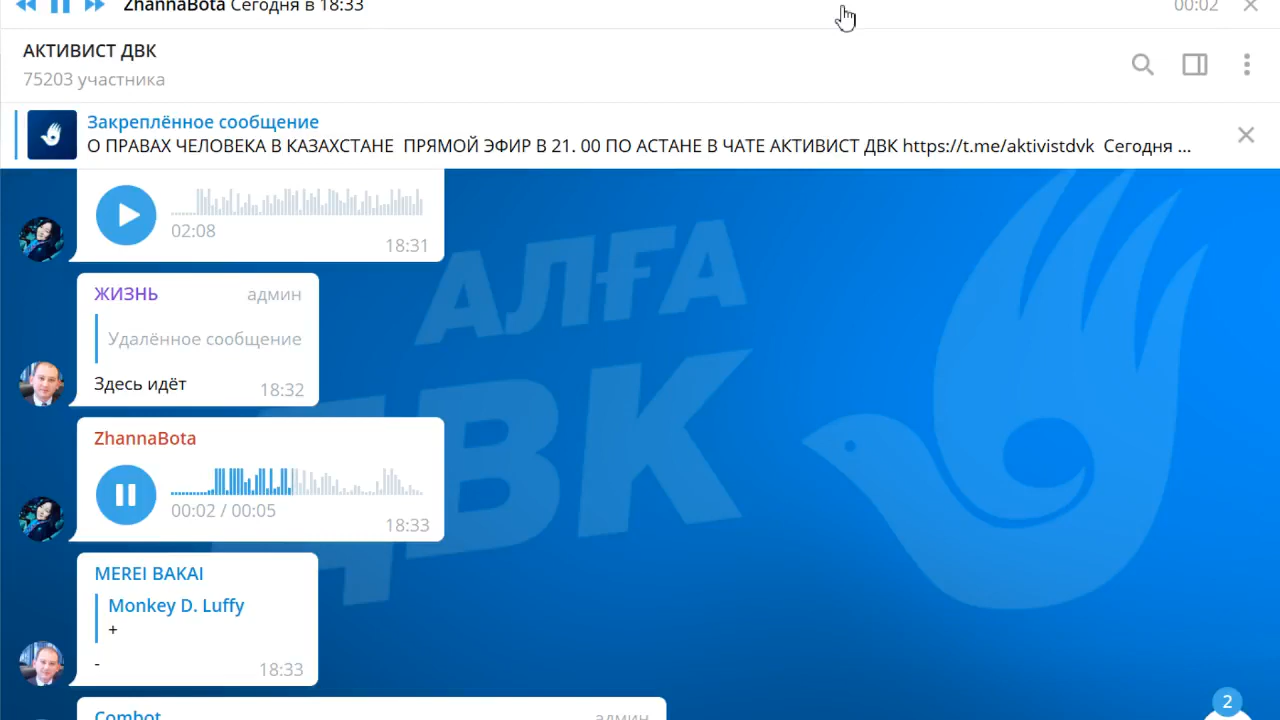 ZhannaBota Сегодня в 18:33
00:02
АКТИВИСТ ДВК
75203 участника
Закреплённое сообщение
О ПРАВАХ ЧЕЛОВЕКА В КАЗАХСТАНЕ ПРЯМОЙ ЭФИР В 21. 00 ПО АСТАНЕ В ЧАТЕ АКТИВИСТ ДВК https://t.me/aktivistdvk Сегодня ...
02:08
18:31
АЛҒА
ДВК
ЖИЗНЬ админ
Удалённое сообщение
Здесь идёт
18:32
ZhannaBota
00:02 / 00:05
18:33
MEREI BAKAI
Monkey D. Luffy
+
-
18:33
Combot админ
2